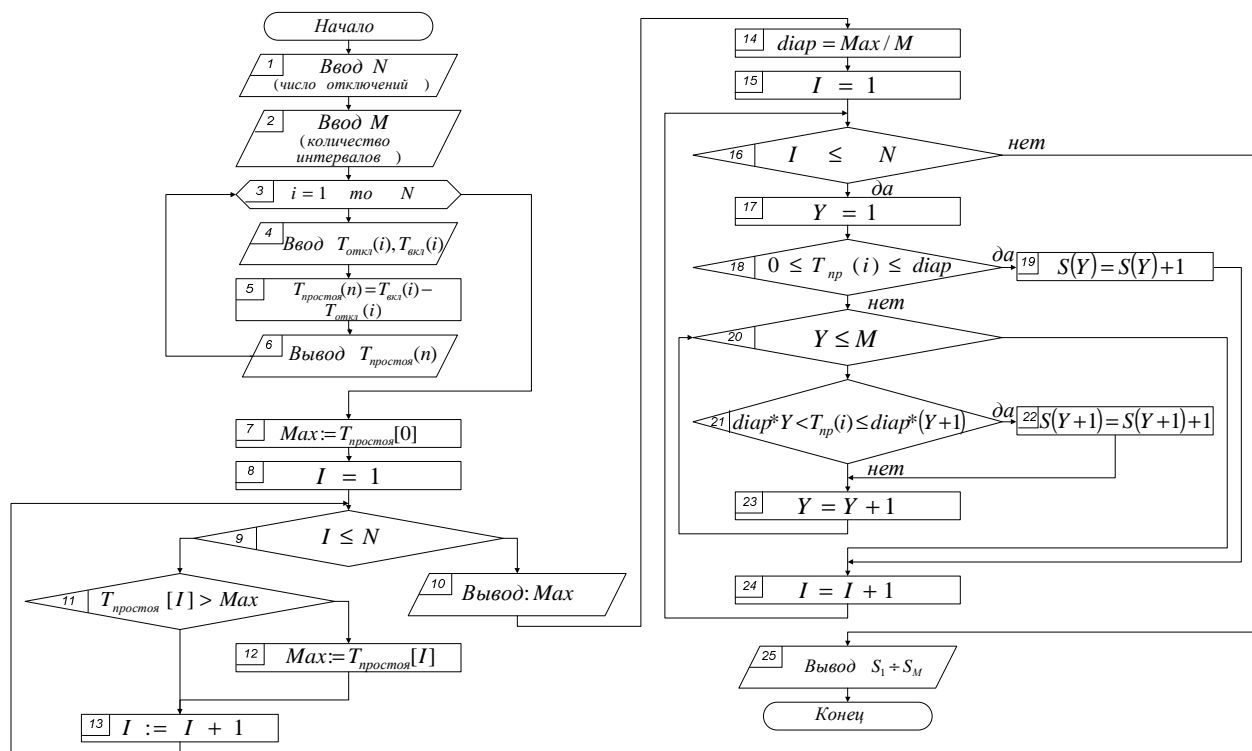 Начало
1
Ввод N
(число отключений )
2
Ввод M
(количество
интервалов )
3
i = 1 то N
4
Ввод Tоткл(i), Tвкл(i)
5
Tпростоя(n) = Tвкл(i) −
Tоткл(i)
6
Вывод Tпростоя(n)
7
Max := Tпростоя[0]
8
I = 1
9
I ≤ N
10
Вывод: Max
11
Tпростоя [I] > Max
12
Max := Tпростоя[I]
13
I := I + 1
14
diap = Max / M
15
I = 1
16
I ≤ N
нет
да
17
Y = 1
18
0 ≤ Tпр (i) ≤ diap
да
19
S(Y) = S(Y) + 1
нет
20
Y ≤ M
21
diap* Y < Tпр(i) ≤ diap* (Y + 1)
да
22
S(Y + 1) = S(Y + 1) + 1
нет
23
Y = Y + 1
24
I = I + 1
25
Вывод S1 ÷ SM
Конец